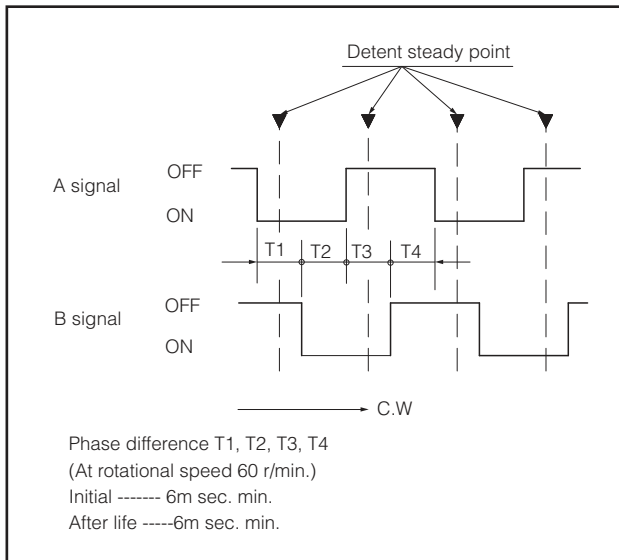 Detent steady point
OFF
A signal
ON
T1 T2 T3 T4
OFF
B signal
ON
C.W
Phase difference T1, T2, T3, T4
(At rotational speed 60 r/min.)
Initial ------- 6m sec. min.
After life -----6m sec. min.